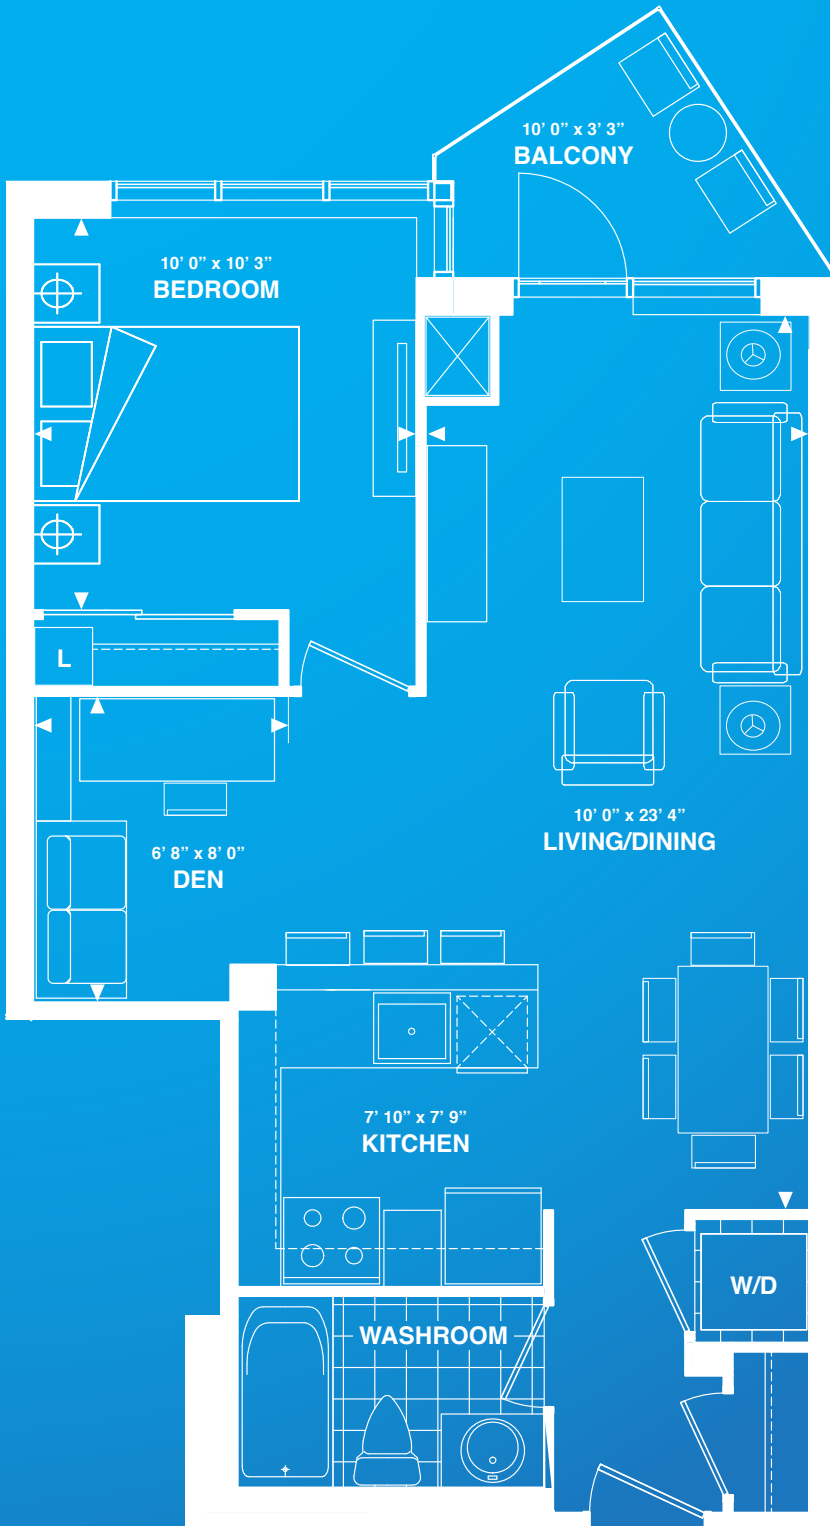 10’ 0” x 3’ 3”
BALCONY
10’ 0” x 10’ 3”
BEDROOM
L
10’ 0” x 23’ 4”
LIVING/DINING
6’ 8” x 8’ 0”
DEN
7’ 10” x 7’ 9”
KITCHEN
W/D
WASHROOM